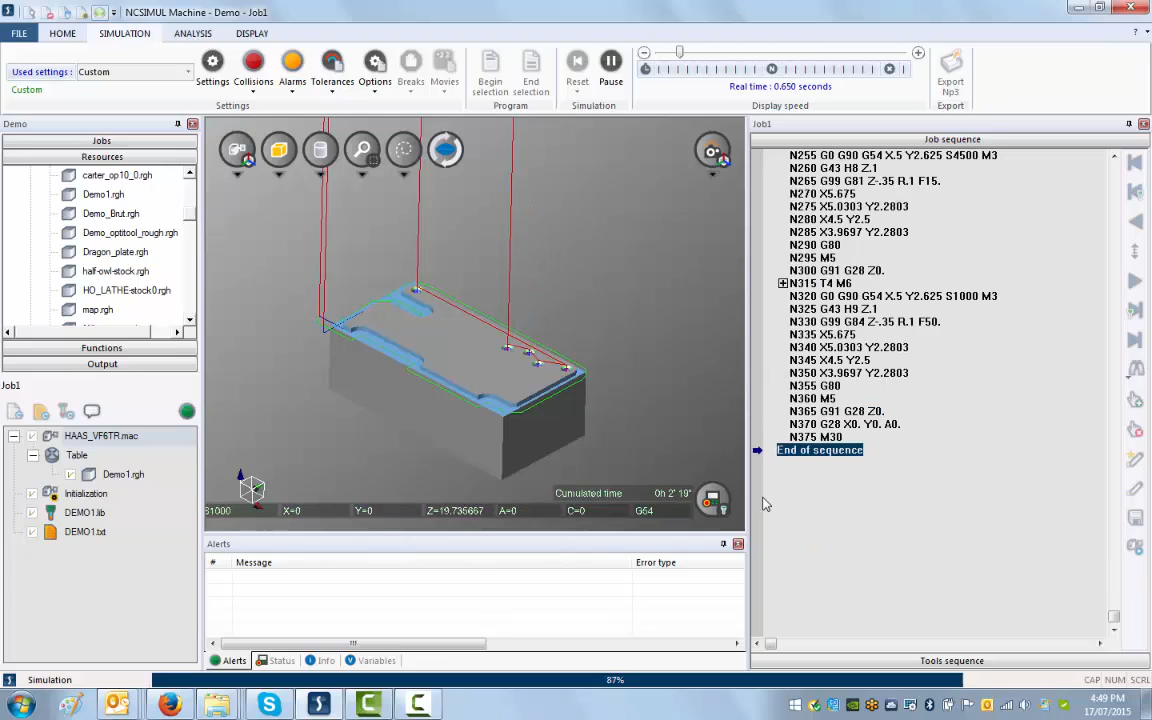 NCSIMUL Machine - Demo - Job1
FILE
HOME
SIMULATION
ANALYSIS
DISPLAY
Used settings :
Custom
Custom
Settings
Collisions
Alarms
Tolerances
Options
Breaks
Movies
Settings
Begin selection
End selection
Program
Reset
Pause
Simulation
Real time : 0.650 seconds
Display speed
Export Np3
Export
Demo
Jobs
Resources
carter_op10_0.rgh
Demo1.rgh
Demo_Brut.rgh
Demo_optitool_rough.rgh
Dragon_plate.rgh
half-owl-stock.rgh
HO_LATHE-stock0.rgh
map.rgh
Functions
Output
Job1
HAAS_VF6TR.mac
Table
Demo1.rgh
Initialization
DEMO1.lib
DEMO1.txt
Cumulated time 0h 2' 19"
S1000 X=0 Y=0 Z=19.735667 A=0 C=0 G54
Alerts
# Message Error type
Alerts Status Info Variables
Job1
Job sequence
N255 G0 G90 G54 X.5 Y2.625 S4500 M3
N260 G43 H8 Z.1
N265 G99 G81 Z-.35 R.1 F15.
N270 X5.675
N275 X5.0303 Y2.2803
N280 X4.5 Y2.5
N285 X3.9697 Y2.2803
N290 G80
N295 M5
N300 G91 G28 Z0.
N315 T4 M6
N320 G0 G90 G54 X.5 Y2.625 S1000 M3
N325 G43 H9 Z.1
N330 G99 G84 Z-.35 R.1 F50.
N335 X5.675
N340 X5.0303 Y2.2803
N345 X4.5 Y2.5
N350 X3.9697 Y2.2803
N355 G80
N360 M5
N365 G91 G28 Z0.
N370 G28 X0. Y0. A0.
N375 M30
End of sequence
Tools sequence
Simulation
87%
CAP NUM SCRL
4:49 PM
17/07/2015